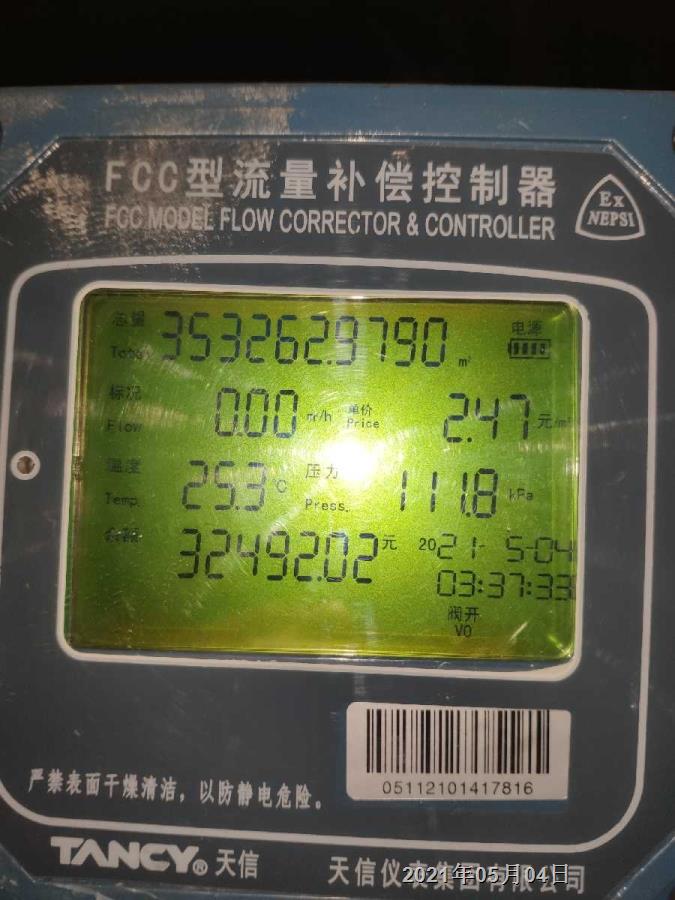 FCC型流量补偿控制器
FCC MODEL FLOW CORRECTOR & CONTROLLER
Ex
NEPSI
总量
Total
353262.9790 m³
电源
标况
Flow
0.00 m³/h
单价
Price
2.47 元/m³
温度
Temp.
25.3 ℃
压力
Press.
111.8 kPa
余额
32492.02 元
2021- 5-04
03:37:33
阀开
V0
05112101417816
严禁表面干燥清洁，以防静电危险。
TANCY® 天信
天信仪表集团有限公司
2021年05月04日